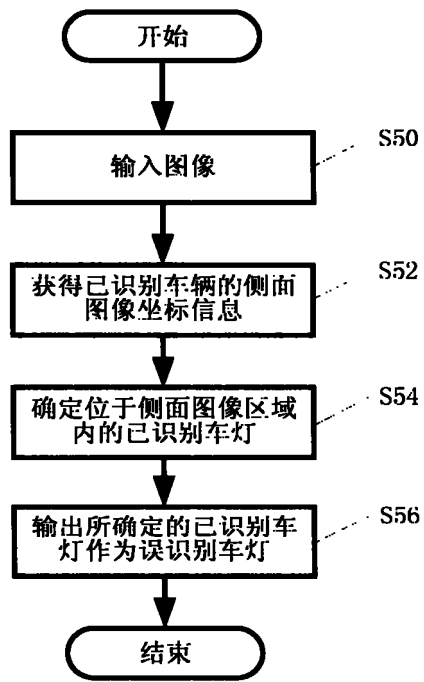 开始
输入图像
S50
获得已识别车辆的侧面
图像坐标信息
S52
确定位于侧面图像区域
内的已识别车灯
S54
输出所确定的已识别车
灯作为误识别车灯
S56
结束